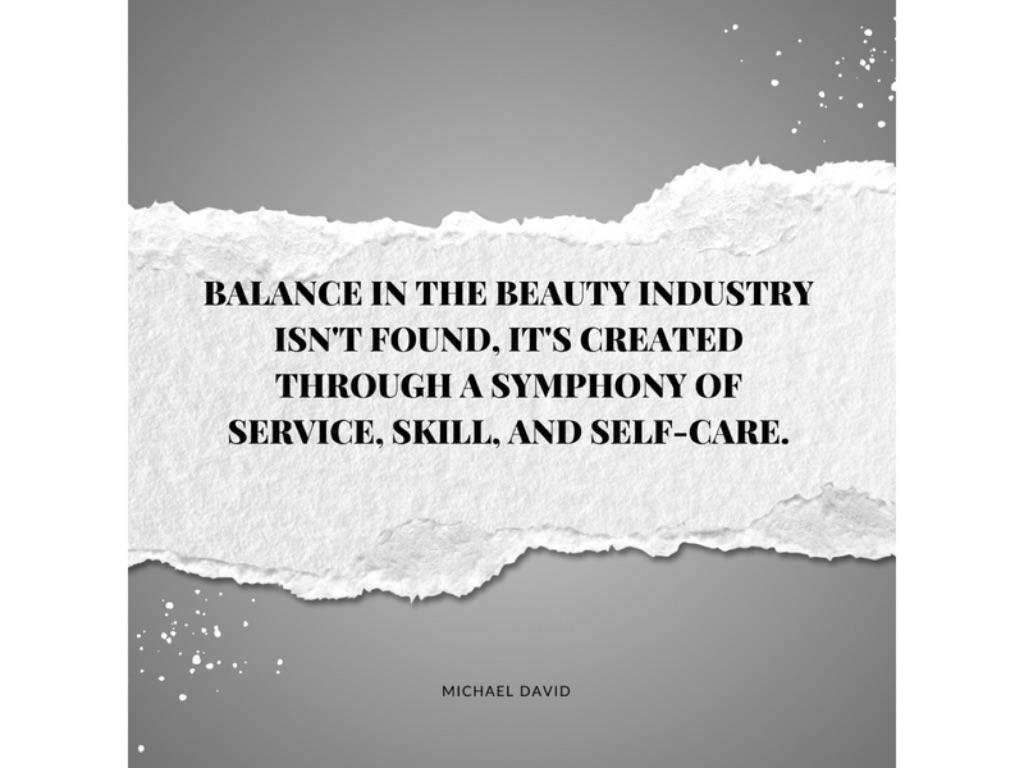 BALANCE IN THE BEAUTY INDUSTRY
ISN'T FOUND, IT'S CREATED
THROUGH A SYMPHONY OF
SERVICE, SKILL, AND SELF-CARE.
MICHAEL DAVID